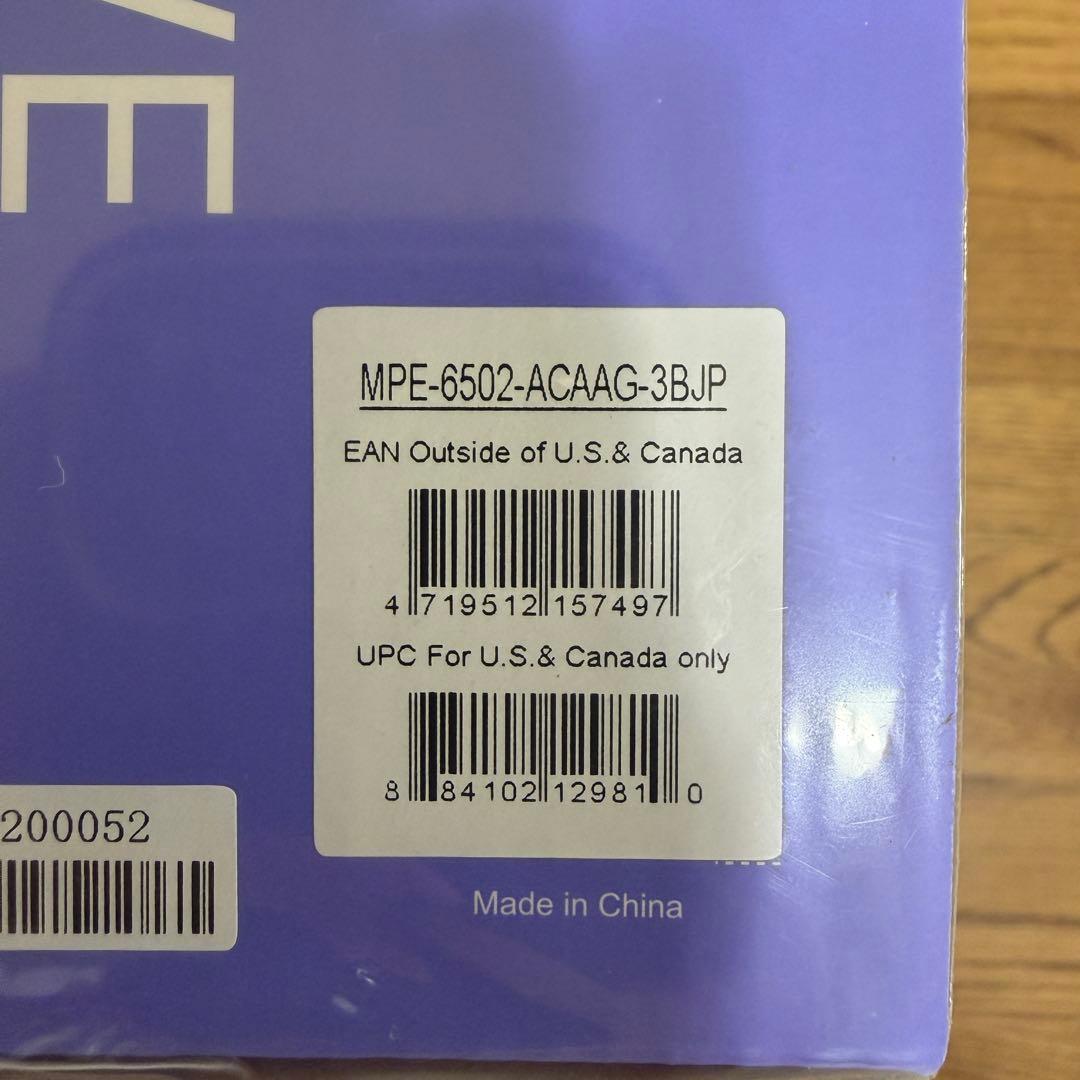 VE
MPE-6502-ACAAG-3BJP
EAN Outside of U.S.& Canada
4 719512 157497
UPC For U.S.& Canada only
8 84102 12981 0
200052
Made in China